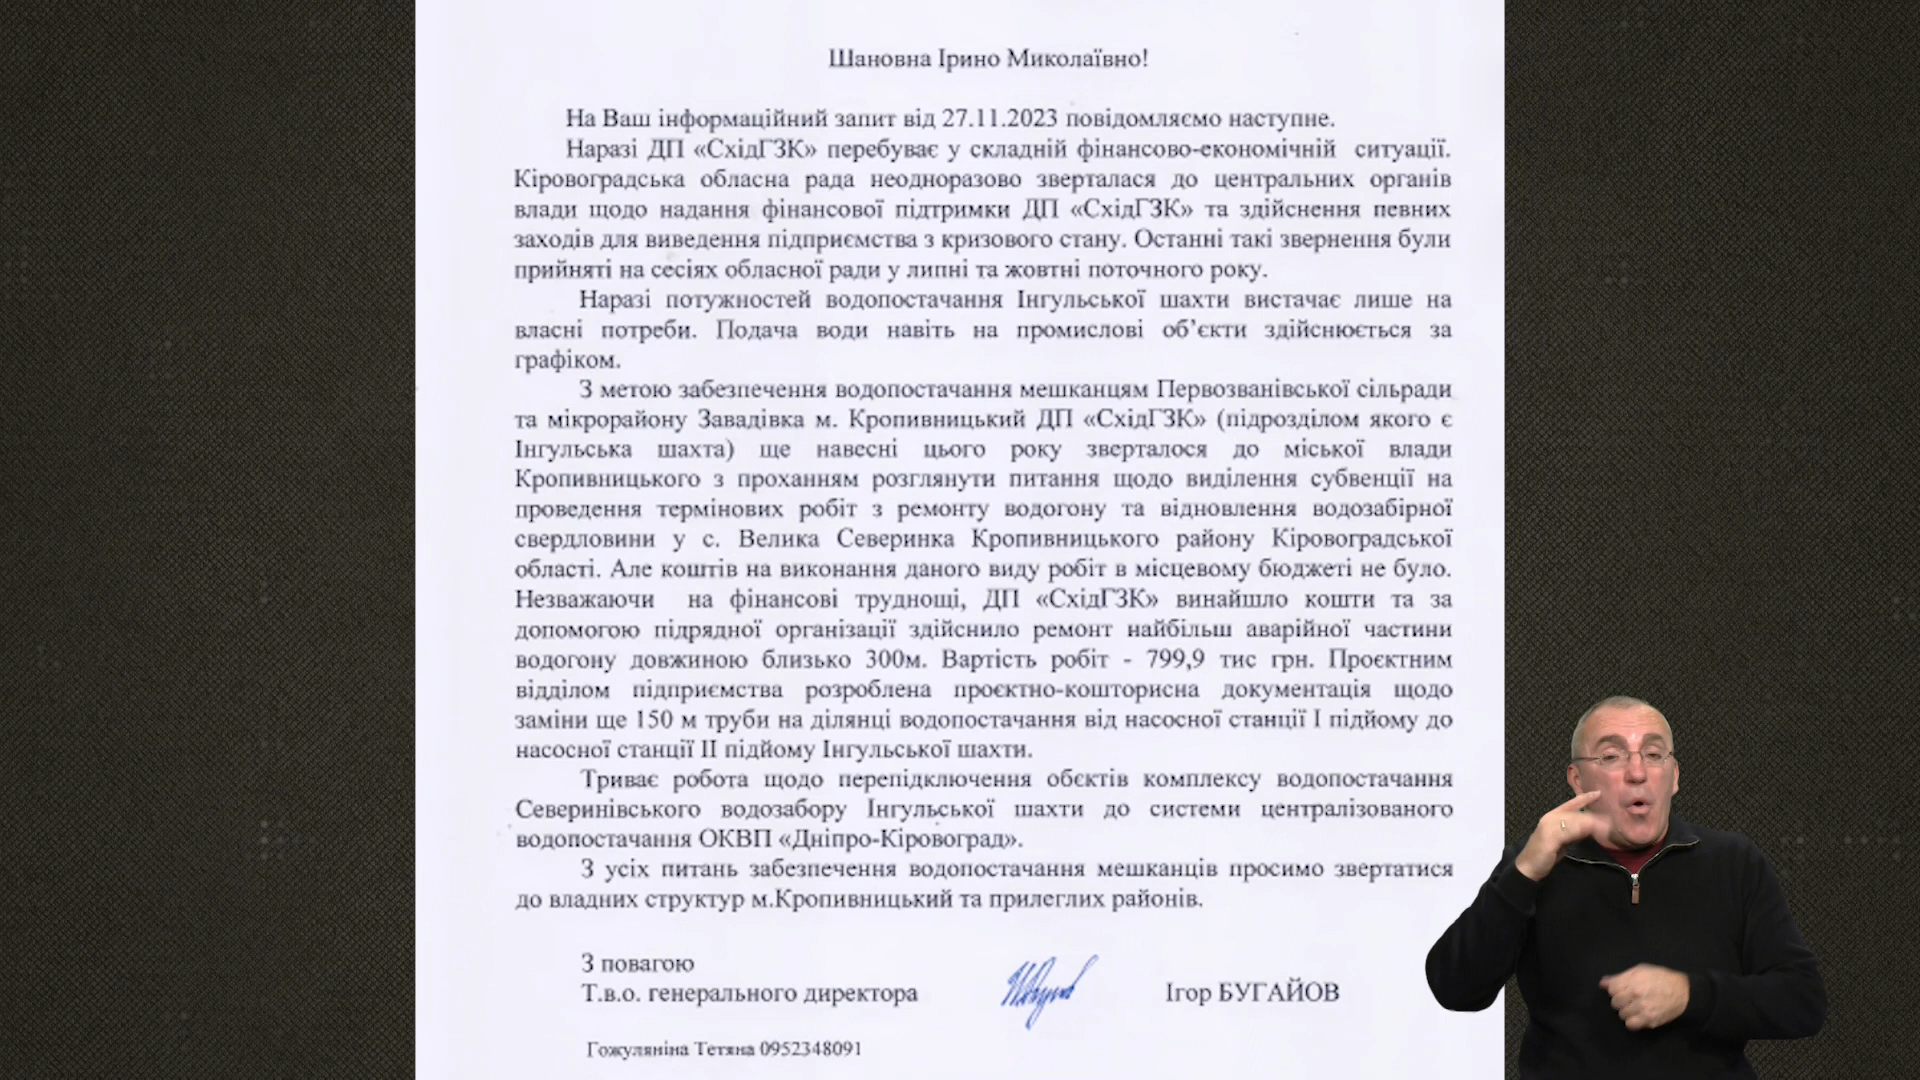 Шановна Ірино Миколаївно!
На Ваш інформаційний запит від 27.11.2023 повідомляємо наступне.
Наразі ДП «СхідГЗК» перебуває у складній фінансово-економічній ситуації.
Кіровоградська обласна рада неодноразово зверталася до центральних органів
влади щодо надання фінансової підтримки ДП «СхідГЗК» та здійснення певних
заходів для виведення підприємства з кризового стану. Останні такі звернення були
прийняті на сесіях обласної ради у липні та жовтні поточного року.
Наразі потужностей водопостачання Інгульської шахти вистачає лише на
власні потреби. Подача води навіть на промислові об’єкти здійснюється за
графіком.
З метою забезпечення водопостачання мешканцям Первозванівської сільради
та мікрорайону Завадівка м. Кропивницький ДП «СхідГЗК» (підрозділом якого є
Інгульська шахта) ще навесні цього року зверталося до міської влади
Кропивницького з проханням розглянути питання щодо виділення субвенції на
проведення термінових робіт з ремонту водогону та відновлення водозабірної
свердловини у с. Велика Северинка Кропивницького району Кіровоградської
області. Але коштів на виконання даного виду робіт в місцевому бюджеті не було.
Незважаючи на фінансові труднощі, ДП «СхідГЗК» винайшло кошти та за
допомогою підрядної організації здійснило ремонт найбільш аварійної частини
водогону довжиною близько 300м. Вартість робіт - 799,9 тис грн. Проєктним
відділом підприємства розроблена проєктно-кошторисна документація щодо
заміни ще 150 м труби на ділянці водопостачання від насосної станції І підйому до
насосної станції ІІ підйому Інгульської шахти.
Триває робота щодо перепідключення обєктів комплексу водопостачання
Северинівського водозабору Інгульської шахти до системи централізованого
водопостачання ОКВП «Дніпро-Кіровоград».
З усіх питань забезпечення водопостачання мешканців просимо звертатися
до владних структур м.Кропивницький та прилеглих районів.
З повагою
Т.в.о. генерального директора Ігор БУГАЙОВ
Гожуляніна Тетяна 0952348091